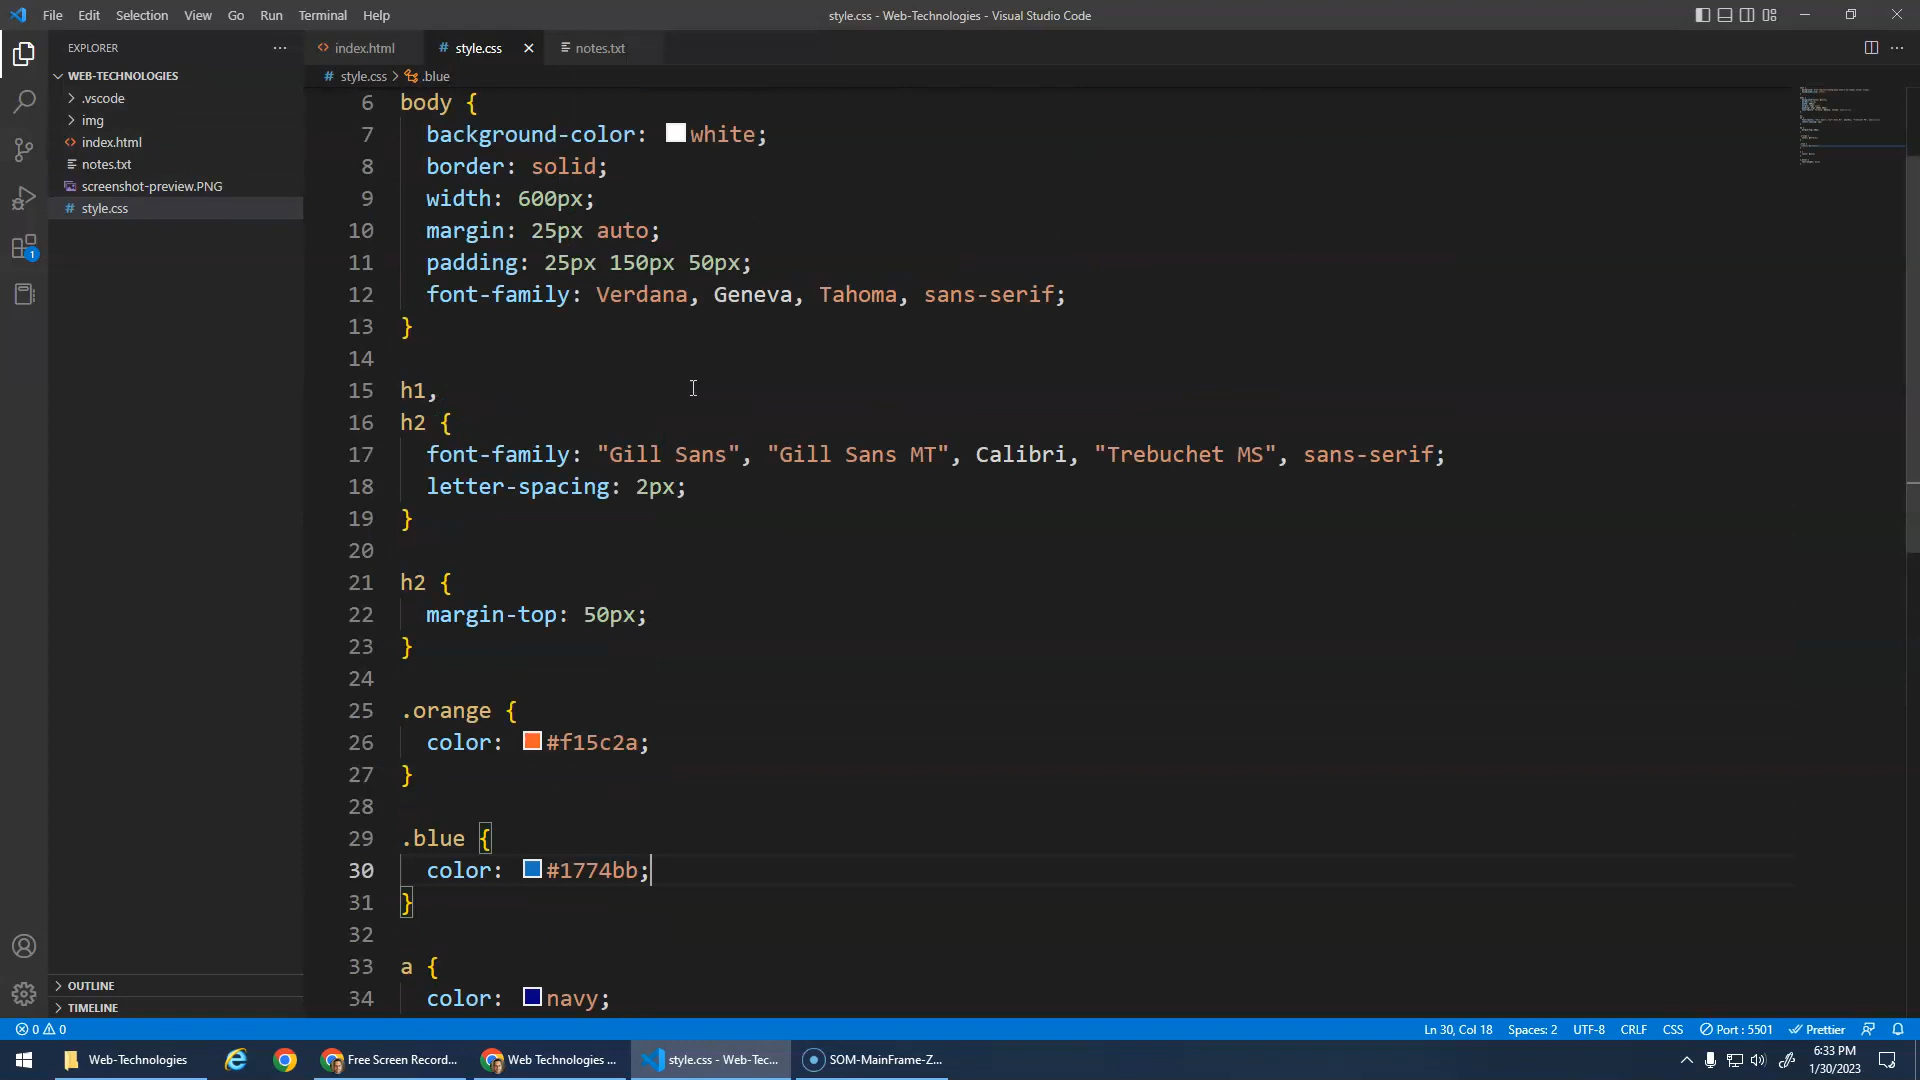 File Edit Selection View Go Run Terminal Help
style.css - Web-Technologies - Visual Studio Code
EXPLORER
WEB-TECHNOLOGIES
.vscode
img
index.html
notes.txt
screenshot-preview.PNG
style.css
OUTLINE
TIMELINE
index.html style.css notes.txt
style.css > .blue
6 body {
7 background-color: white;
8 border: solid;
9 width: 600px;
10 margin: 25px auto;
11 padding: 25px 150px 50px;
12 font-family: Verdana, Geneva, Tahoma, sans-serif;
13 }
14
15 h1,
16 h2 {
17 font-family: "Gill Sans", "Gill Sans MT", Calibri, "Trebuchet MS", sans-serif;
18 letter-spacing: 2px;
19 }
20
21 h2 {
22 margin-top: 50px;
23 }
24
25 .orange {
26 color: #f15c2a;
27 }
28
29 .blue {
30 color: #1774bb;
31 }
32
33 a {
34 color: navy;
1
0 0 Ln 30, Col 18 Spaces: 2 UTF-8 CRLF CSS Port : 5501 Prettier
Web-Technologies Free Screen Record... Web Technologies ... style.css - Web-Tec... SOM-MainFrame-Z...
6:33 PM
1/30/2023